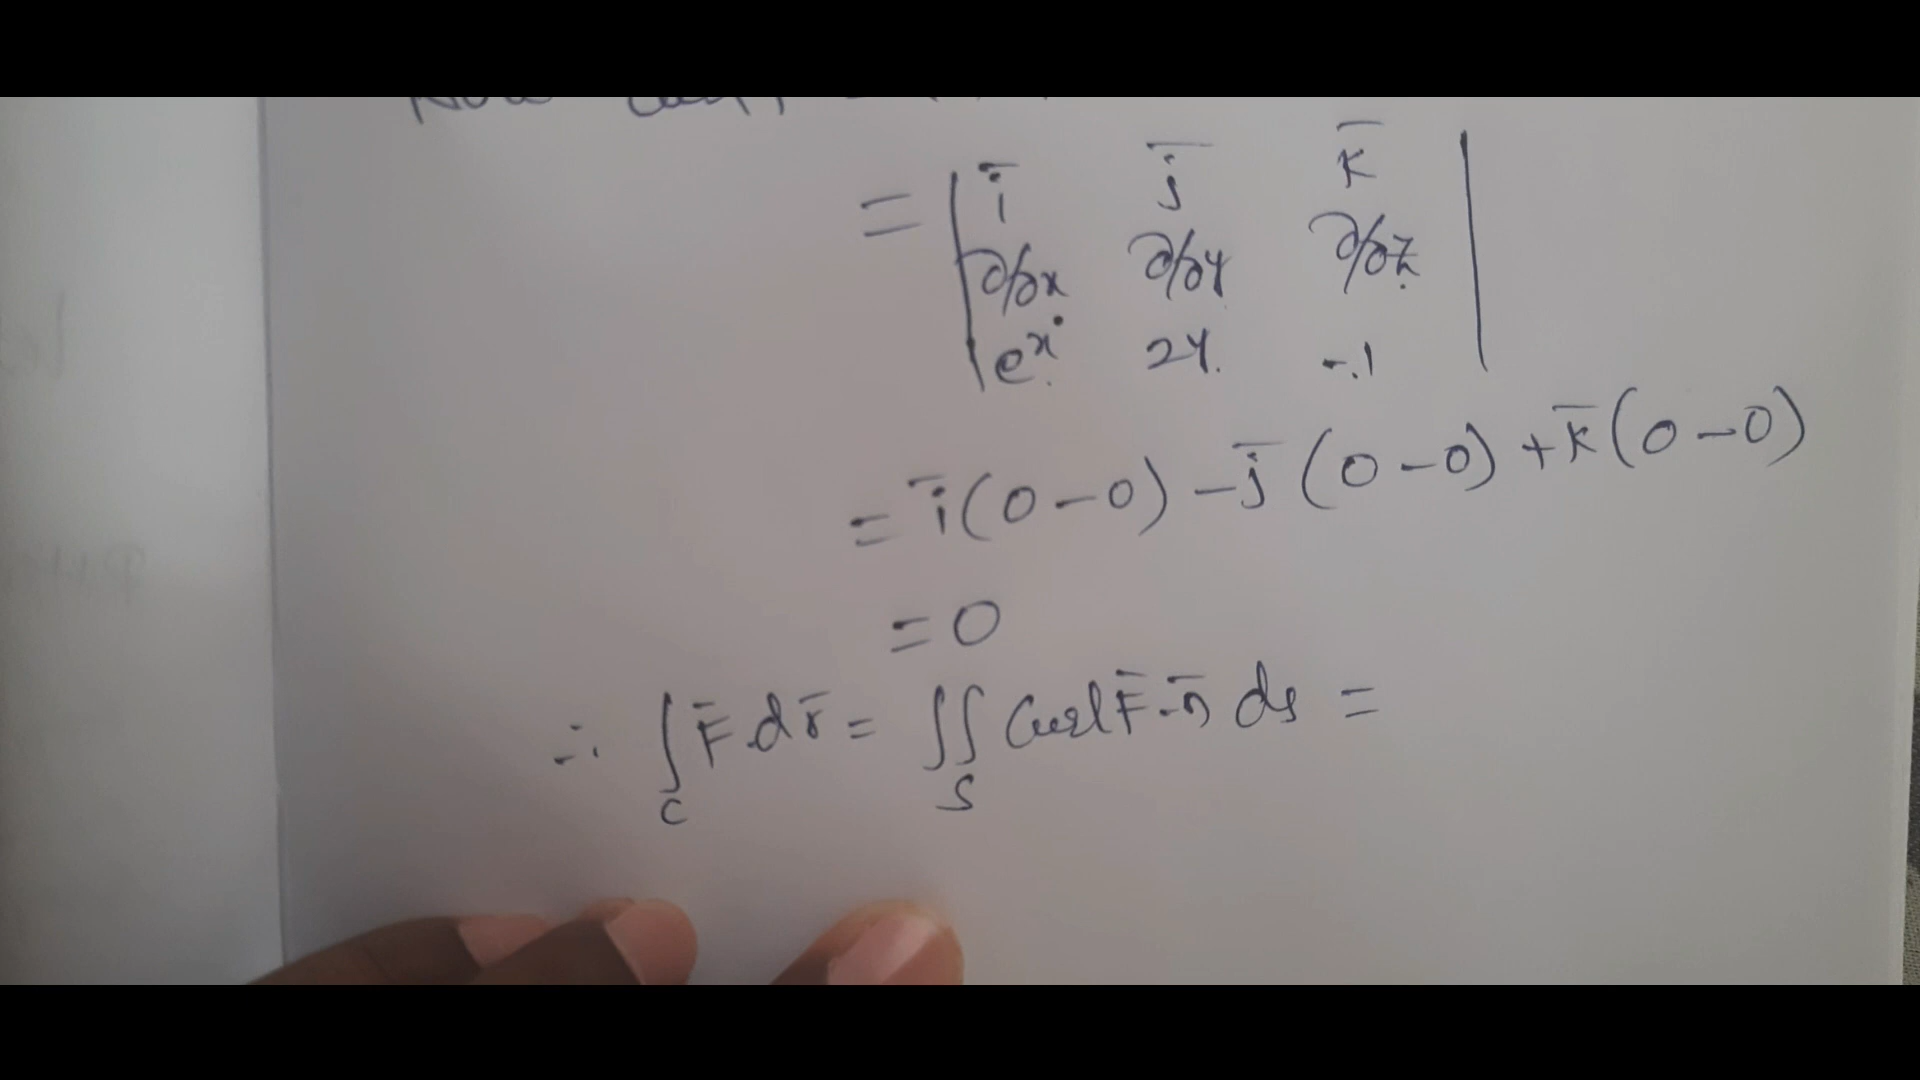 = | i̅ j̅ k̅ |
∂/∂x ∂/∂y ∂/∂z
eˣ 2y -1
= i̅(0-0) - j̅(0-0) + k̅(0-0)
= 0
∴ ∫_C F̅.dr̅ = ∬_S Curl F̅.n̅ ds =